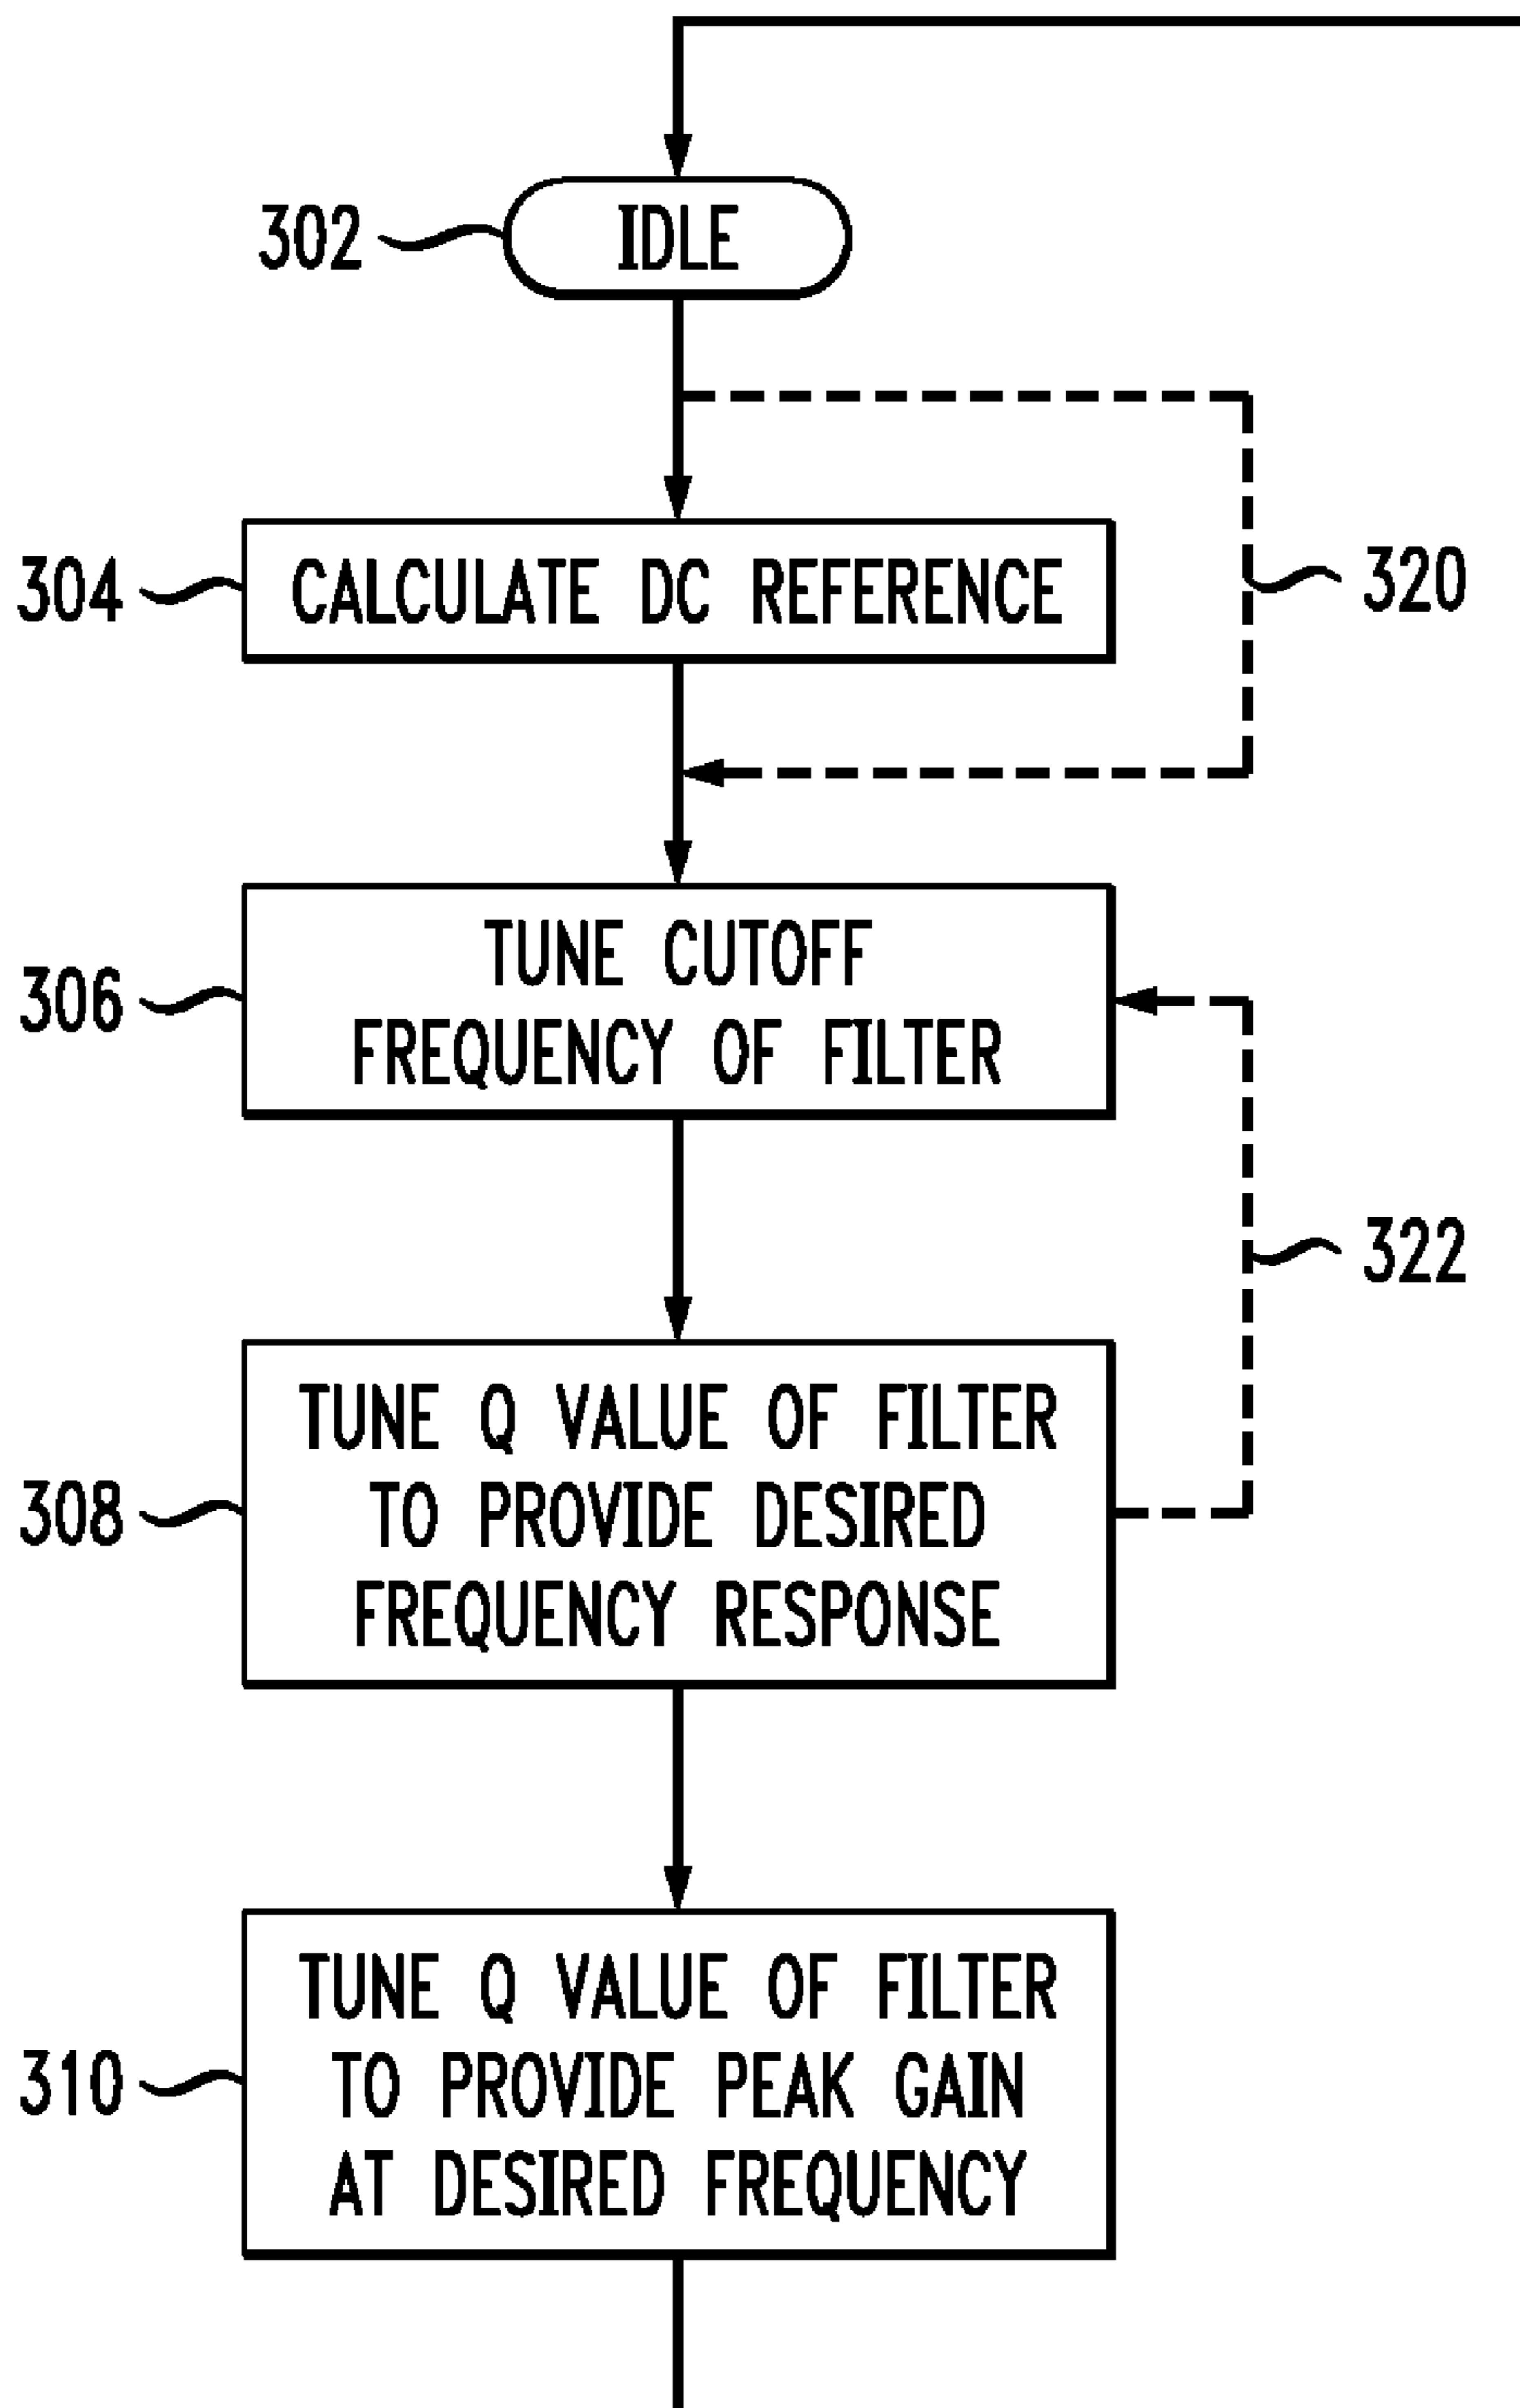 302
IDLE
304
CALCULATE DC REFERENCE
320
306
TUNE CUTOFF
FREQUENCY OF FILTER
322
308
TUNE Q VALUE OF FILTER
TO PROVIDE DESIRED
FREQUENCY RESPONSE
310
TUNE Q VALUE OF FILTER
TO PROVIDE PEAK GAIN
AT DESIRED FREQUENCY